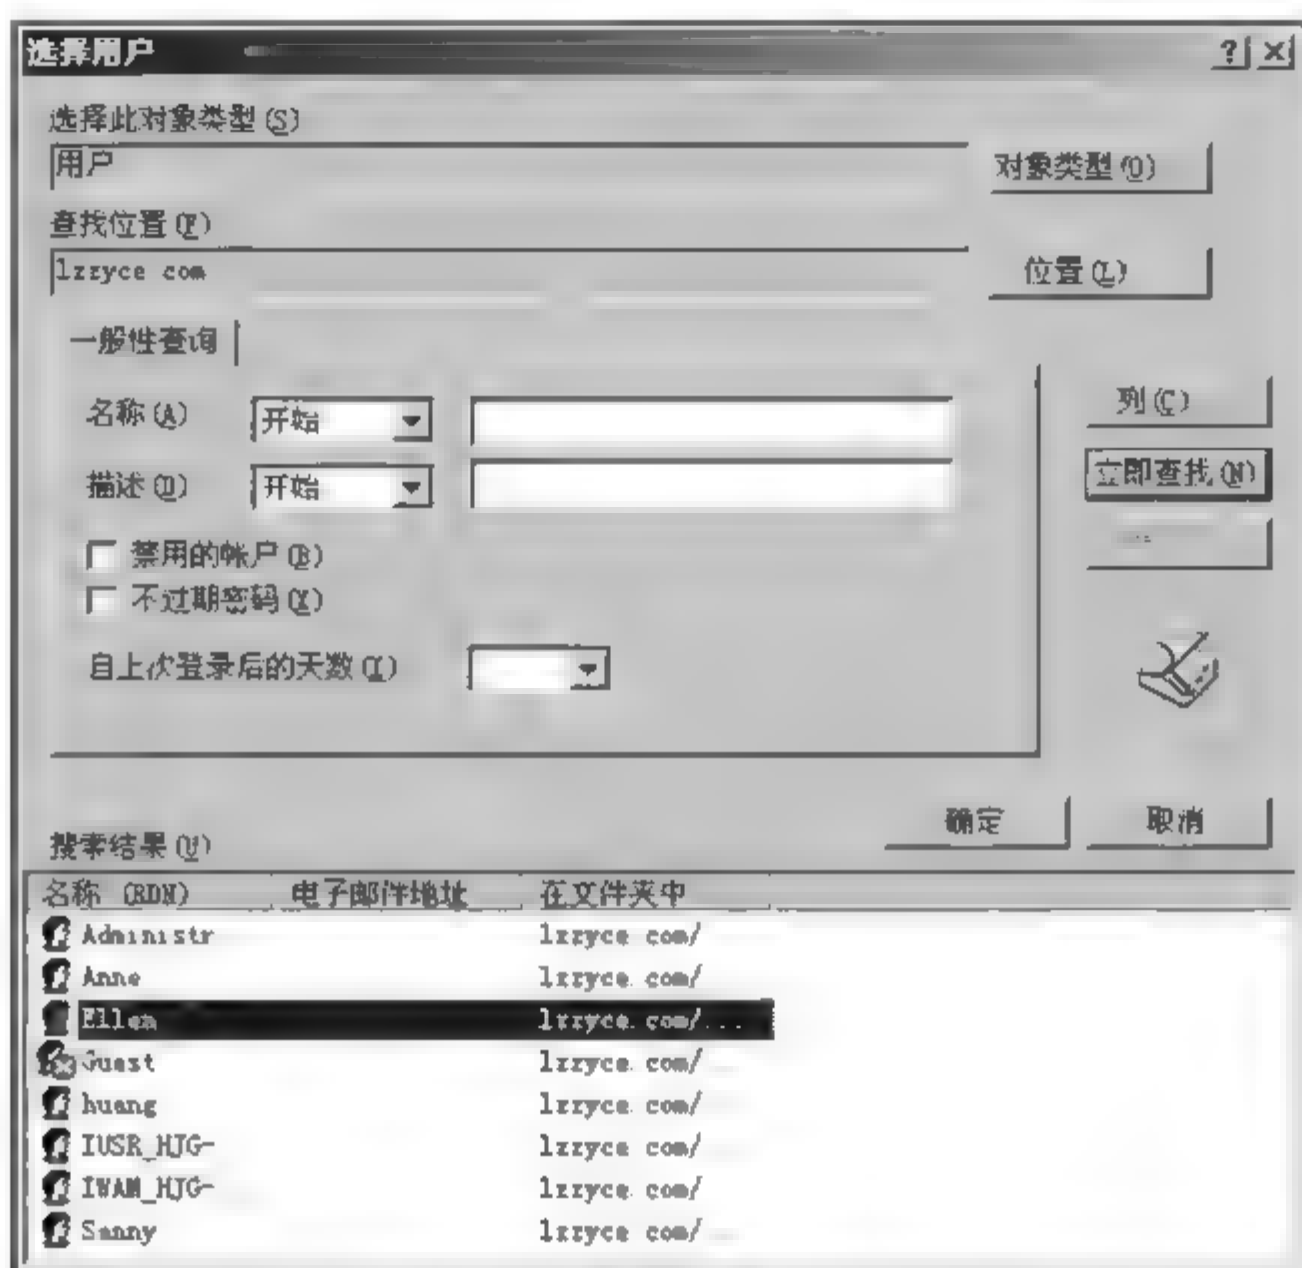 选择用户
选择此对象类型(S)
用户
对象类型(O)
查找位置(F)
lzzyce com
位置(L)
一般性查询
名称(A) 开始
列(C)
描述(D) 开始
立即查找(N)
禁用的帐户(B)
不过期密码(X)
自上次登录后的天数(I)
确定 取消
搜索结果(U)
名称 (RDN) 电子邮件地址 在文件夹中
Administr lzzyce com/
Anne lzzyce com/
Ellen lzzyce.com/...
Guest lzzyce. com/
huang lzzyce. com/
IUSR_HJG- lzzyce com/
IWAM_HJG- lzzyce. com/
Sanny lzzyce com/